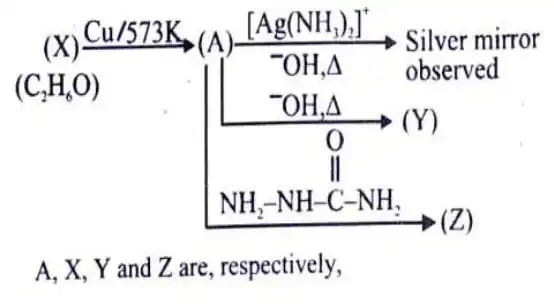 (X) Cu/573K (A) [Ag(NH₃)₂]⁺ Silver mirror
(C₂H₆O) ⁻OH,Δ observed
⁻OH,Δ (Y)
O
||
NH₂–NH–C–NH₂ (Z)
A, X, Y and Z are, respectively,